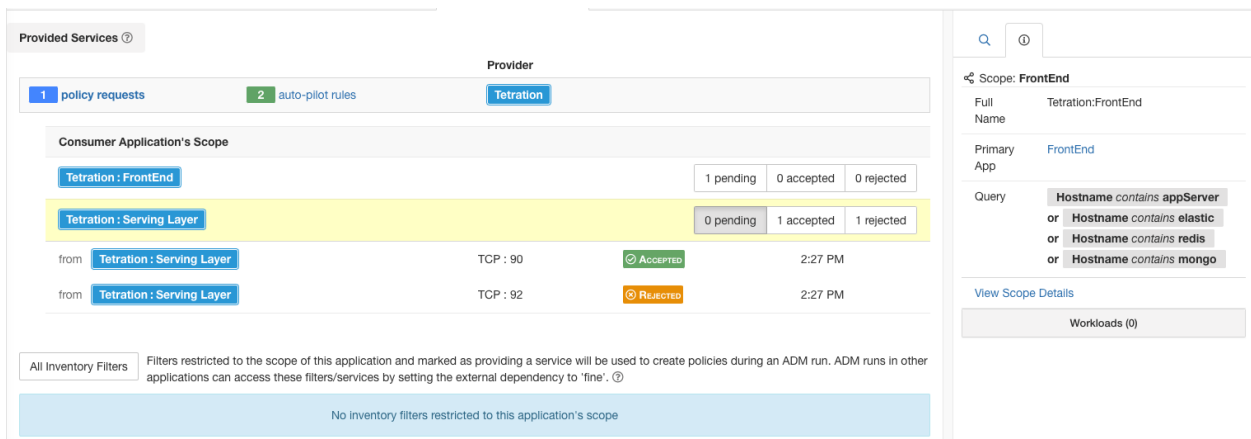 Provided Services
Provider
1 policy requests 2 auto-pilot rules Tetration
Consumer Application's Scope
Tetration : FrontEnd 1 pending 0 accepted 0 rejected
Tetration : Serving Layer 0 pending 1 accepted 1 rejected
from Tetration : Serving Layer TCP : 90 ACCEPTED 2:27 PM
from Tetration : Serving Layer TCP : 92 REJECTED 2:27 PM
All Inventory Filters
Filters restricted to the scope of this application and marked as providing a service will be used to create policies during an ADM run. ADM runs in other
applications can access these filters/services by setting the external dependency to 'fine'.
No inventory filters restricted to this application's scope
Scope: FrontEnd
Full Tetration:FrontEnd
Name
Primary FrontEnd
App
Query Hostname contains appServer
or Hostname contains elastic
or Hostname contains redis
or Hostname contains mongo
View Scope Details
Workloads (0)